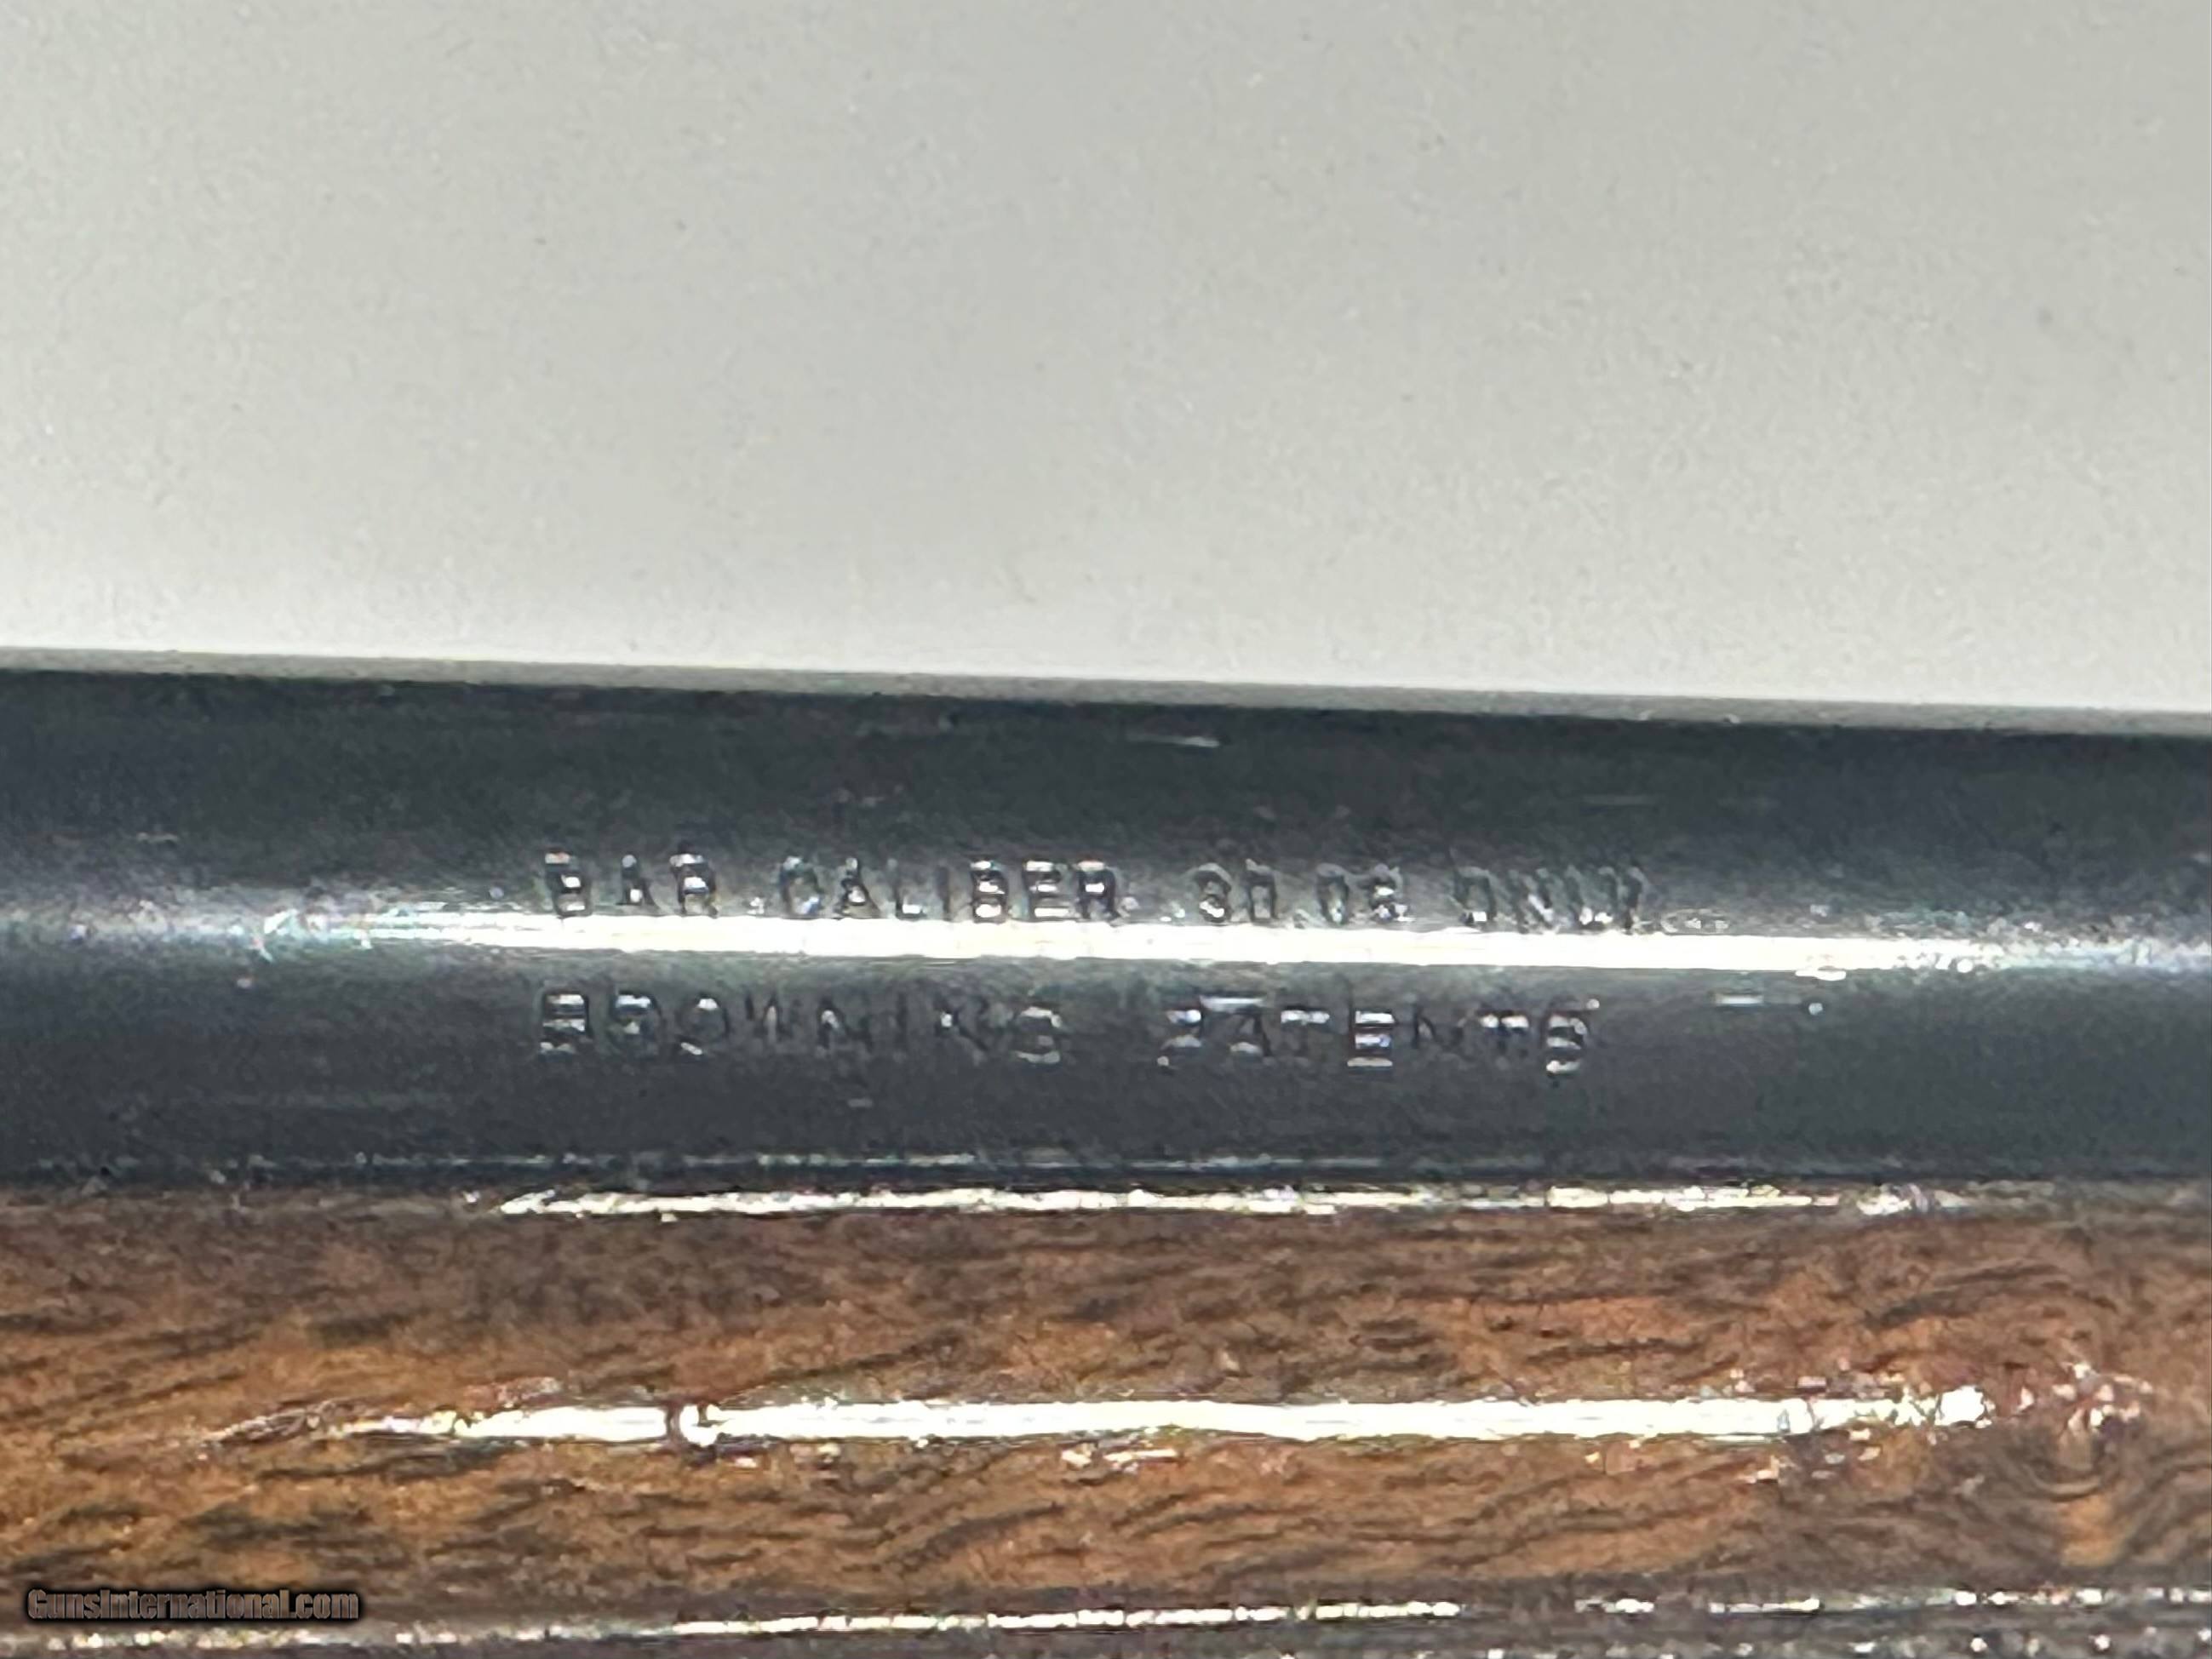 BAR CALIBER 30.06 ONLY
BROWNING PATENTS
GunsInternational.com